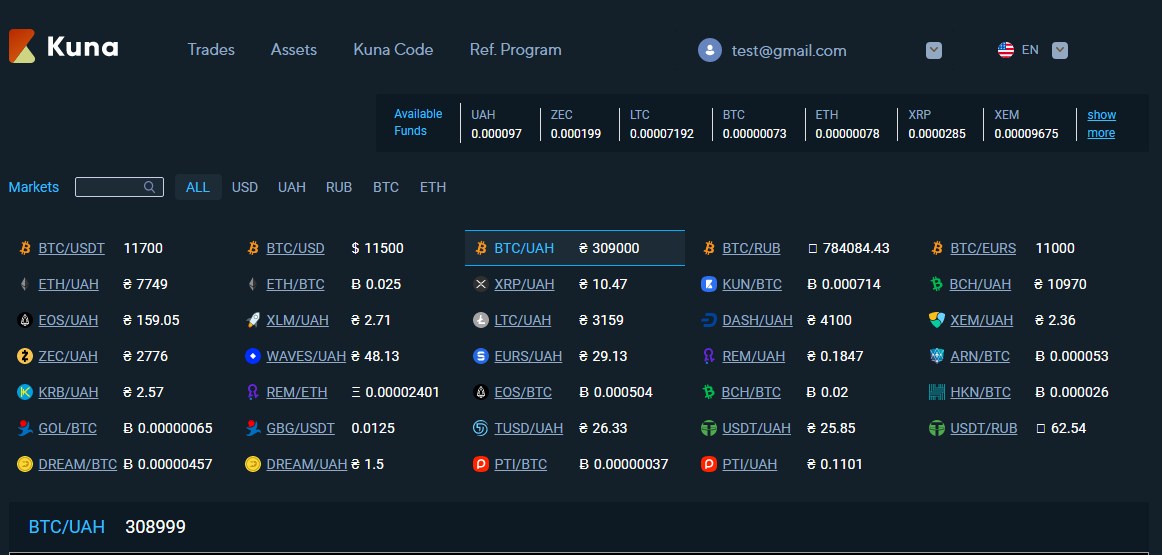 Kuna Trades Assets Kuna Code Ref. Program test@gmail.com EN
Available Funds
UAH ZEC LTC BTC ETH XRP XEM show
0.000097 0.000199 0.00007192 0.00000073 0.00000078 0.0000285 0.00009675 more
Markets ALL USD UAH RUB BTC ETH
BTC/USDT 11700 BTC/USD $ 11500 BTC/UAH ₴ 309000 BTC/RUB □ 784084.43 BTC/EURS 11000
ETH/UAH ₴ 7749 ETH/BTC Ƀ 0.025 XRP/UAH ₴ 10.47 KUN/BTC Ƀ 0.000714 BCH/UAH ₴ 10970
EOS/UAH ₴ 159.05 XLM/UAH ₴ 2.71 LTC/UAH ₴ 3159 DASH/UAH ₴ 4100 XEM/UAH ₴ 2.36
ZEC/UAH ₴ 2776 WAVES/UAH ₴ 48.13 EURS/UAH ₴ 29.13 REM/UAH ₴ 0.1847 ARN/BTC Ƀ 0.000053
KRB/UAH ₴ 2.57 REM/ETH Ξ 0.00002401 EOS/BTC Ƀ 0.000504 BCH/BTC Ƀ 0.02 HKN/BTC Ƀ 0.000026
GOL/BTC Ƀ 0.00000065 GBG/USDT 0.0125 TUSD/UAH ₴ 26.33 USDT/UAH ₴ 25.85 USDT/RUB □ 62.54
DREAM/BTC Ƀ 0.00000457 DREAM/UAH ₴ 1.5 PTI/BTC Ƀ 0.00000037 PTI/UAH ₴ 0.1101
BTC/UAH 308999